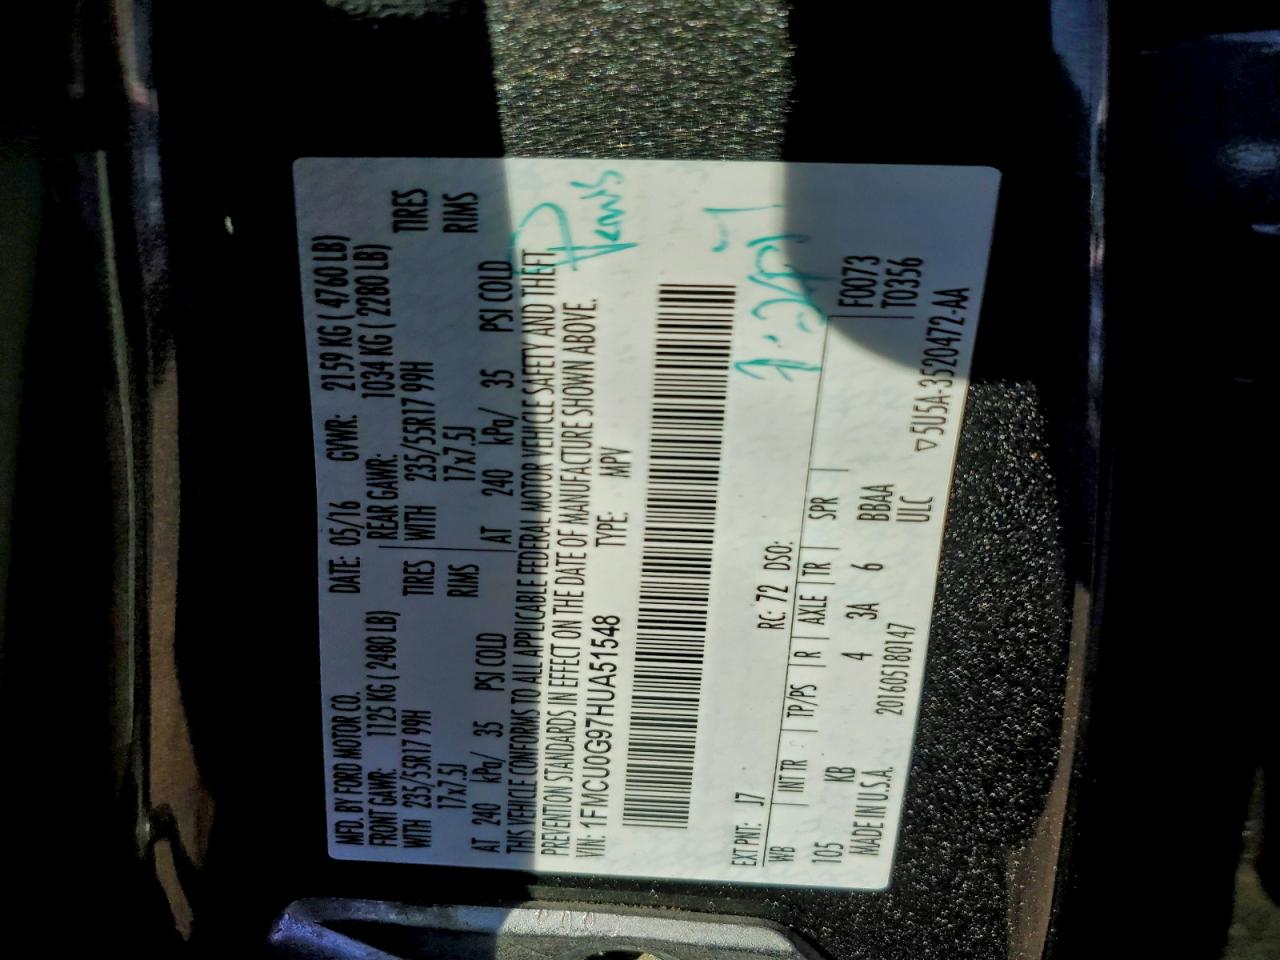 MFD. BY FORD MOTOR CO.
DATE: 05/16 GVWR: 2159 KG ( 4760 LB)
FRONT GAWR: 1125 KG ( 2480 LB) REAR GAWR: 1034 KG ( 2280 LB)
WITH 235/55R17 99H TIRES WITH 235/55R17 99H TIRES
17x7.5J RIMS 17x7.5J RIMS
AT 240 kPa/ 35 PSI COLD AT 240 kPa/ 35 PSI COLD
THIS VEHICLE CONFORMS TO ALL APPLICABLE FEDERAL MOTOR VEHICLE SAFETY AND THEFT
PREVENTION STANDARDS IN EFFECT ON THE DATE OF MANUFACTURE SHOWN ABOVE.
VIN: 1FMCU0G97HUA51548 TYPE: MPV
EXT PNT: J7 RC: 72 DSO:
WB INT TR TP/PS R AXLE TR SPR F0073
105 KB 4 3A 6 BBAA T0356
MADE IN U.S.A. 201605180147 ULC ▽5U5A-3520472-AA